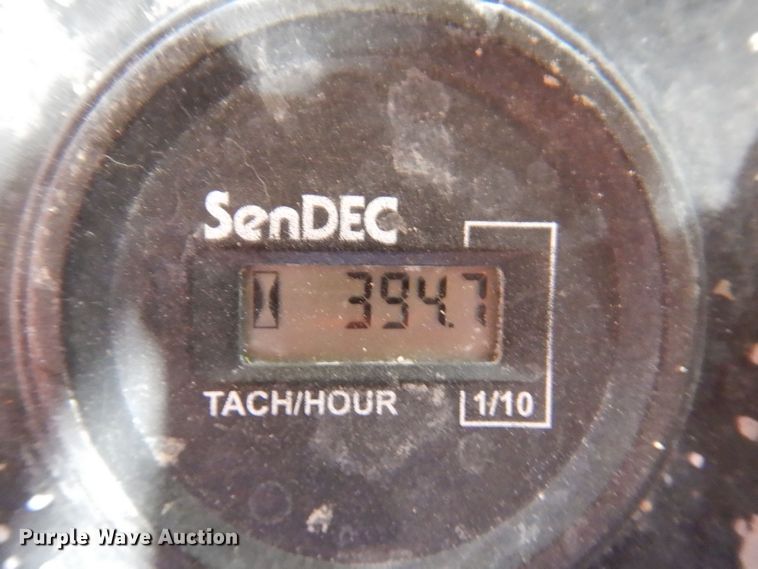 SenDEC
394.7
TACH/HOUR 1/10
Purple Wave Auction